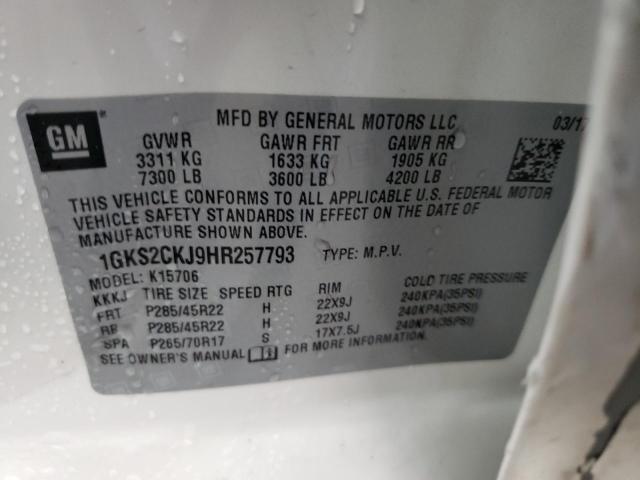 GM
MFD BY GENERAL MOTORS LLC 03/17
GVWR GAWR FRT GAWR RR
3311 KG 1633 KG 1905 KG
7300 LB 3600 LB 4200 LB
THIS VEHICLE CONFORMS TO ALL APPLICABLE U.S. FEDERAL MOTOR
VEHICLE SAFETY STANDARDS IN EFFECT ON THE DATE OF
MANUFACTURE SHOWN ABOVE.
1GKS2CKJ9HR257793 TYPE: M.P.V.
MODEL: K15706
KKKJ TIRE SIZE SPEED RTG RIM COLD TIRE PRESSURE
FRT P285/45R22 H 22X9J 240KPA(35PSI)
RR P285/45R22 H 22X9J 240KPA(35PSI)
SPA P265/70R17 S 17X7.5J 240KPA(35PSI)
SEE OWNER'S MANUAL FOR MORE INFORMATION.